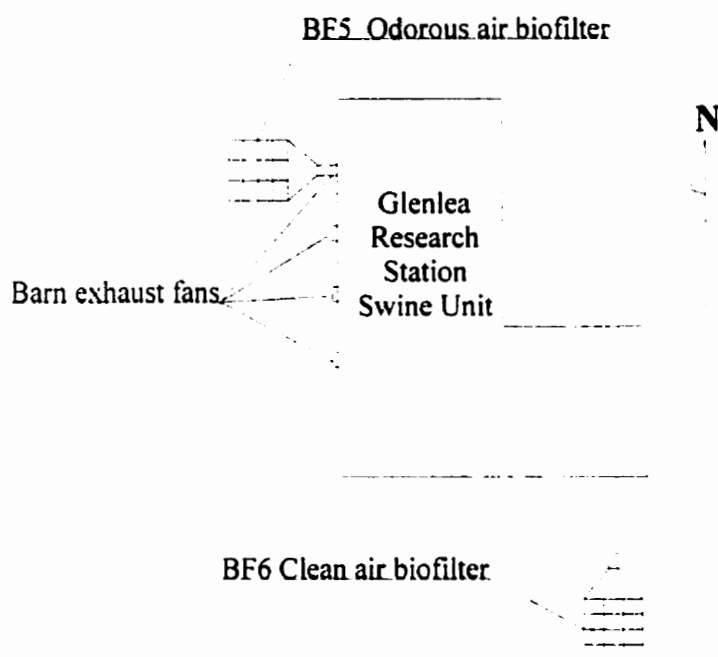 BF5 Odorous air biofilter
N
Glenlea
Research
Station
Swine Unit
Barn exhaust fans
BF6 Clean air biofilter